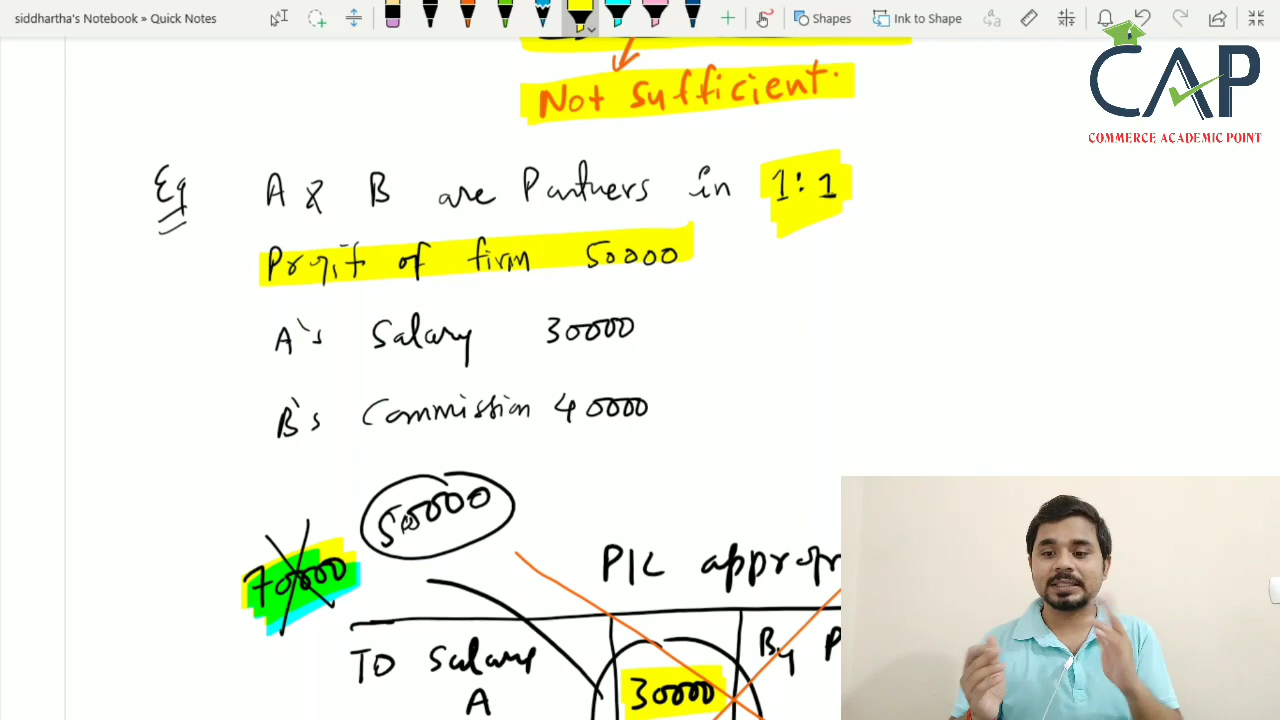 siddhartha's Notebook » Quick Notes
Shapes
Ink to Shape
CAP
COMMERCE ACADEMIC POINT
Not sufficient.
Eg A & B are Partners in 1:1
Profit of firm 50000
A's Salary 30000
B's Commission 40000
50000
70000
P/L appropr
TO Salary
A
30000
By P